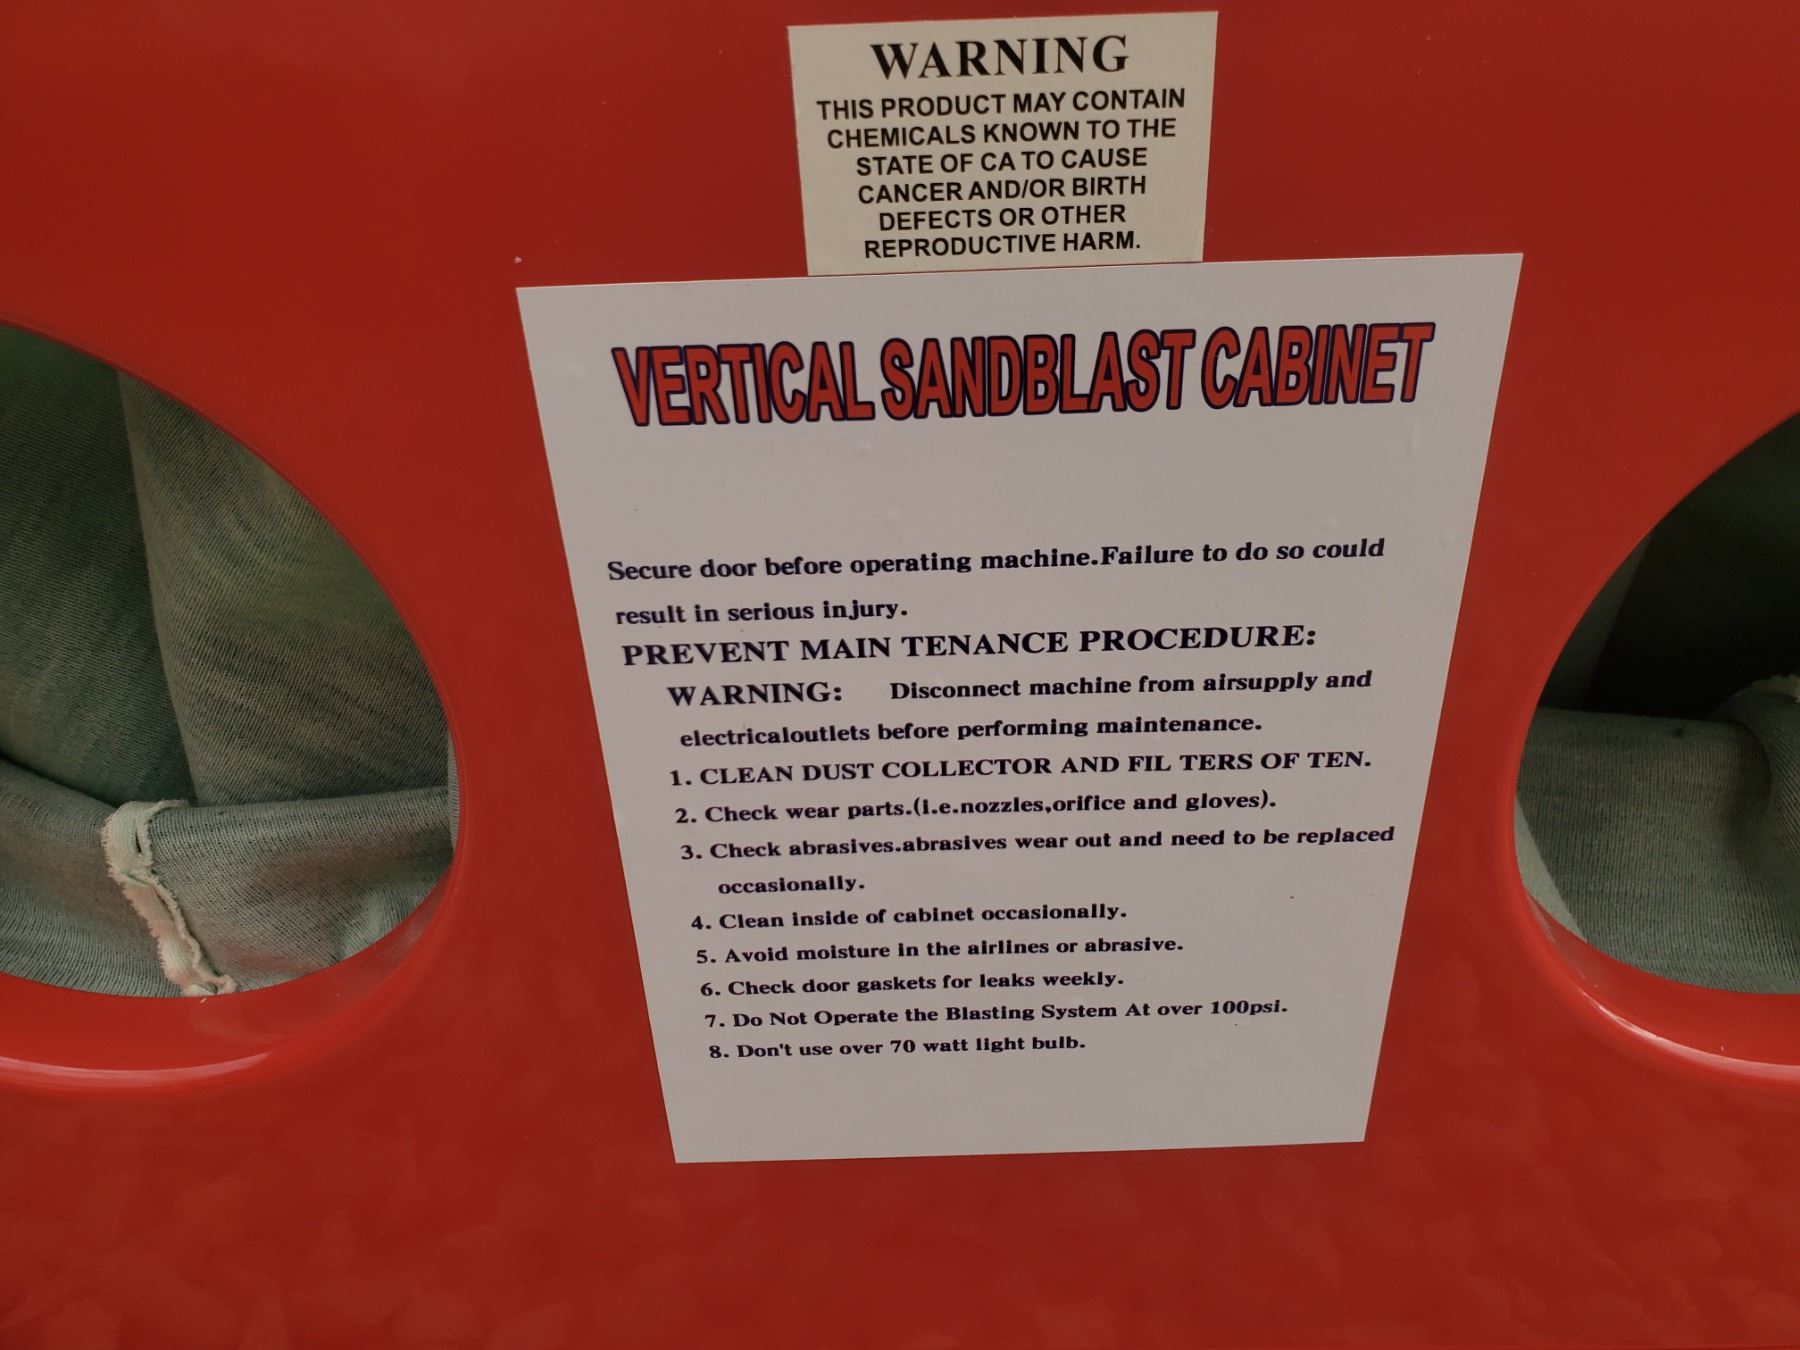 WARNING
THIS PRODUCT MAY CONTAIN
CHEMICALS KNOWN TO THE
STATE OF CA TO CAUSE
CANCER AND/OR BIRTH
DEFECTS OR OTHER
REPRODUCTIVE HARM.
VERTICAL SANDBLAST CABINET
Secure door before operating machine.Failure to do so could
result in serious injury.
PREVENT MAIN TENANCE PROCEDURE:
WARNING: Disconnect machine from airsupply and
electricaloutlets before performing maintenance.
1. CLEAN DUST COLLECTOR AND FIL TERS OF TEN.
2. Check wear parts.(i.e.nozzles,orifice and gloves).
3. Check abrasives.abrasives wear out and need to be replaced
occasionally.
4. Clean inside of cabinet occasionally.
5. Avoid moisture in the airlines or abrasive.
6. Check door gaskets for leaks weekly.
7. Do Not Operate the Blasting System At over 100psi.
8. Don't use over 70 watt light bulb.